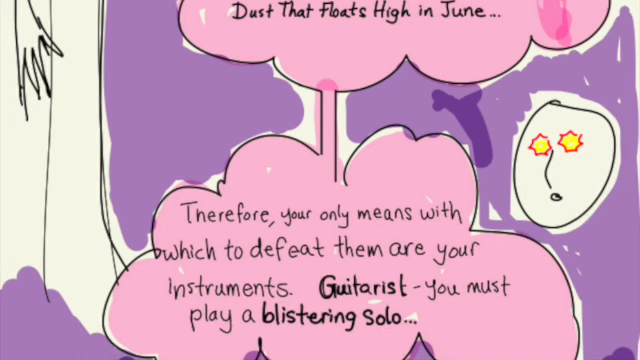 Dust That Floats High in June...
Therefore, your only means with
which to defeat them are your
instruments. Guitarist - you must
play a blistering solo...